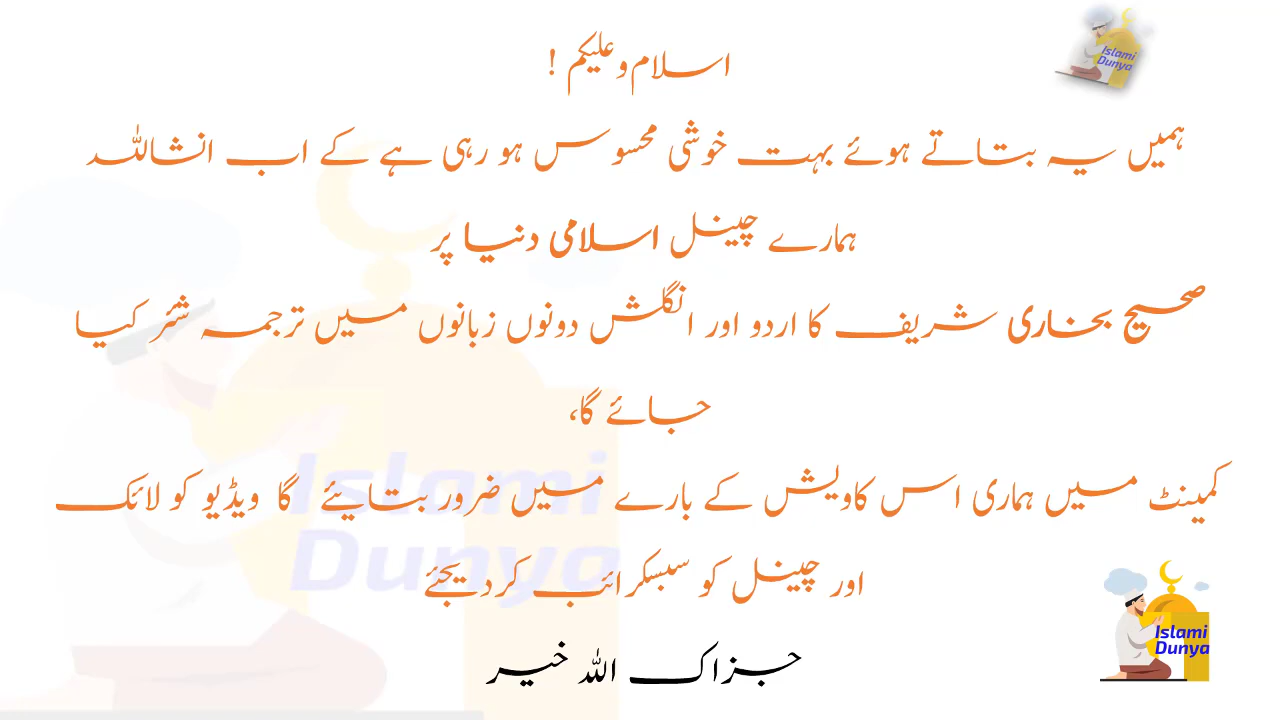 اسلام وعلیکم !
Islami
Dunya
ہمیں یہ بتاتے ہوئے بہت خوشی محسوس ہو رہی ہے کے اب انشاللہ
ہمارے چینل اسلامی دنیا پر
صحیح بخاری شریف کا اردو اور انگلش دونوں زبانوں میں ترجمہ شئر کیا
جائے گا،
کمینٹ میں ہماری اس کاویش کے بارے میں ضرور بتایئے گا ویڈیو کو لائک
اور چینل کو سبسکرائب کردیجئے
Islami
Dunya
جزاک اللہ خیر
Islami
Dunya